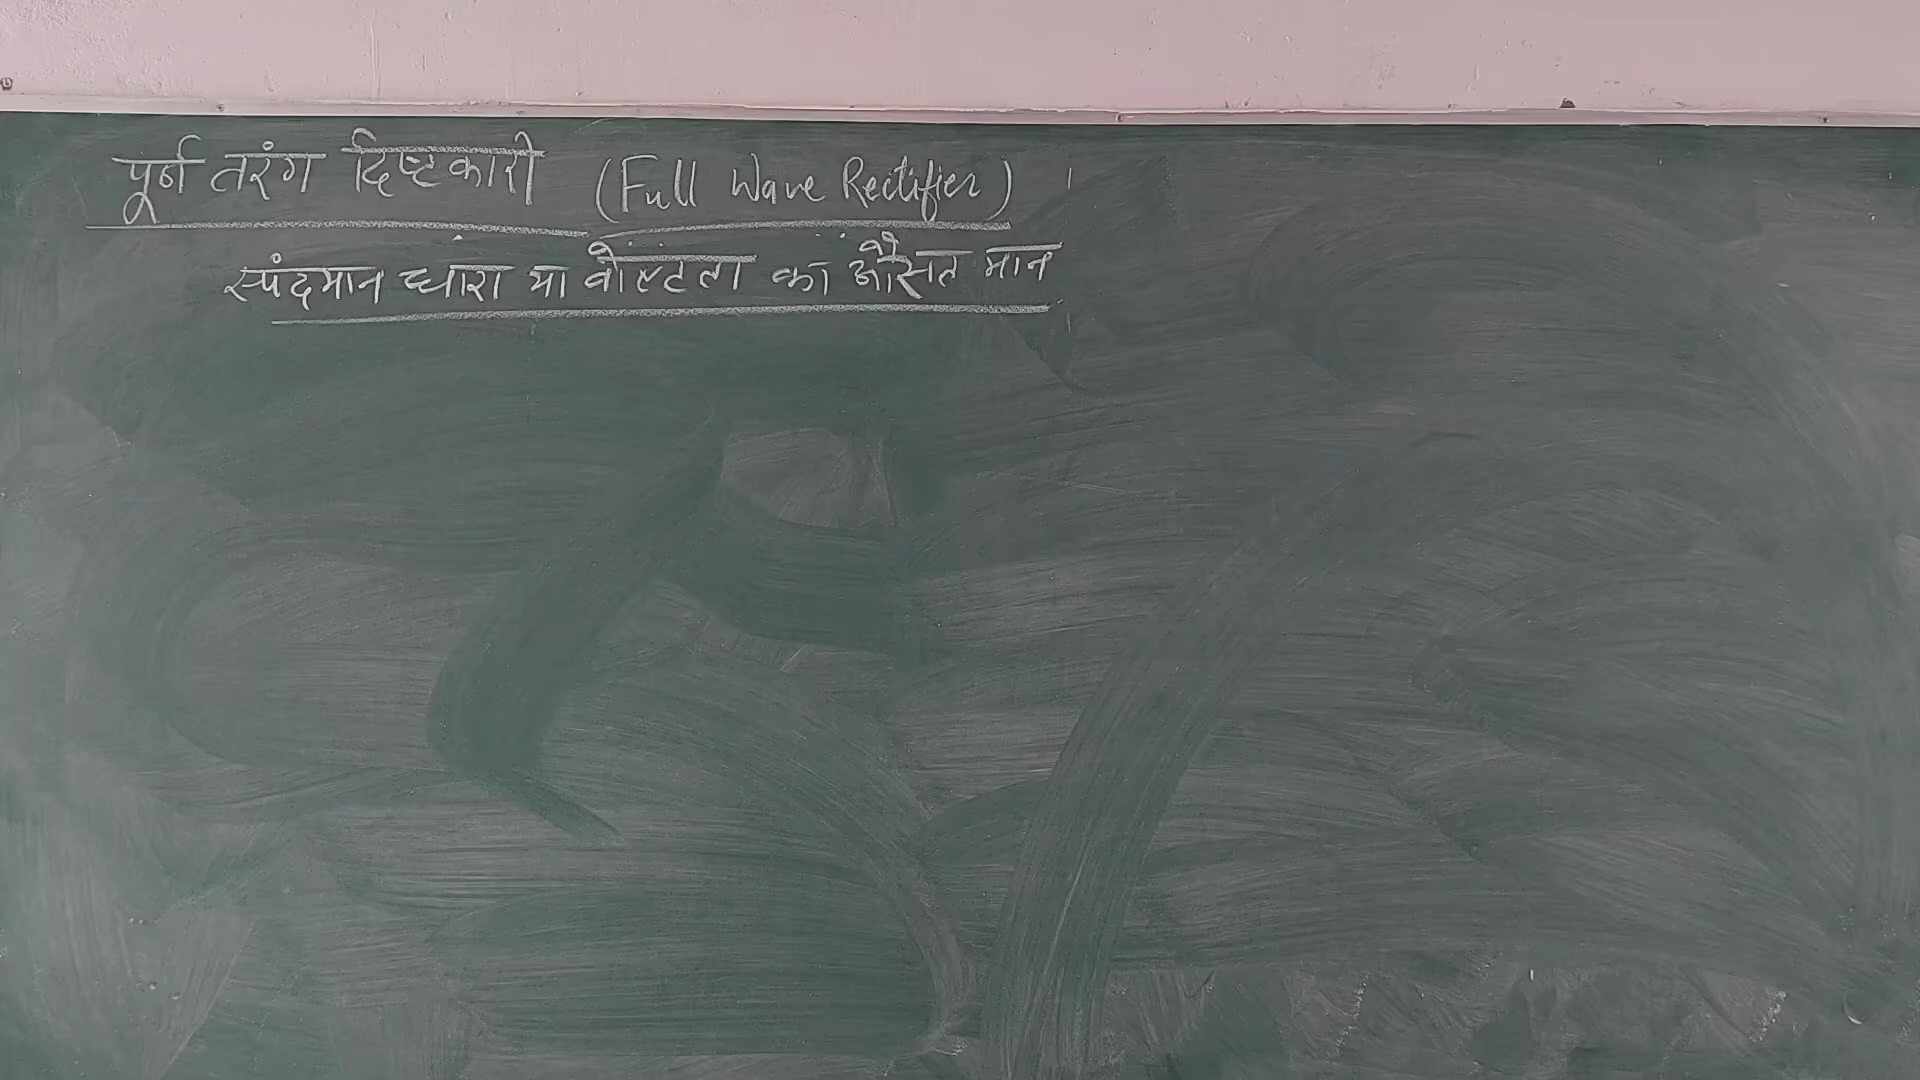 पूर्ण तरंग दिष्टकारी (Full Wave Rectifier)
स्पंदमान धारा या वोल्टता का औसत मान